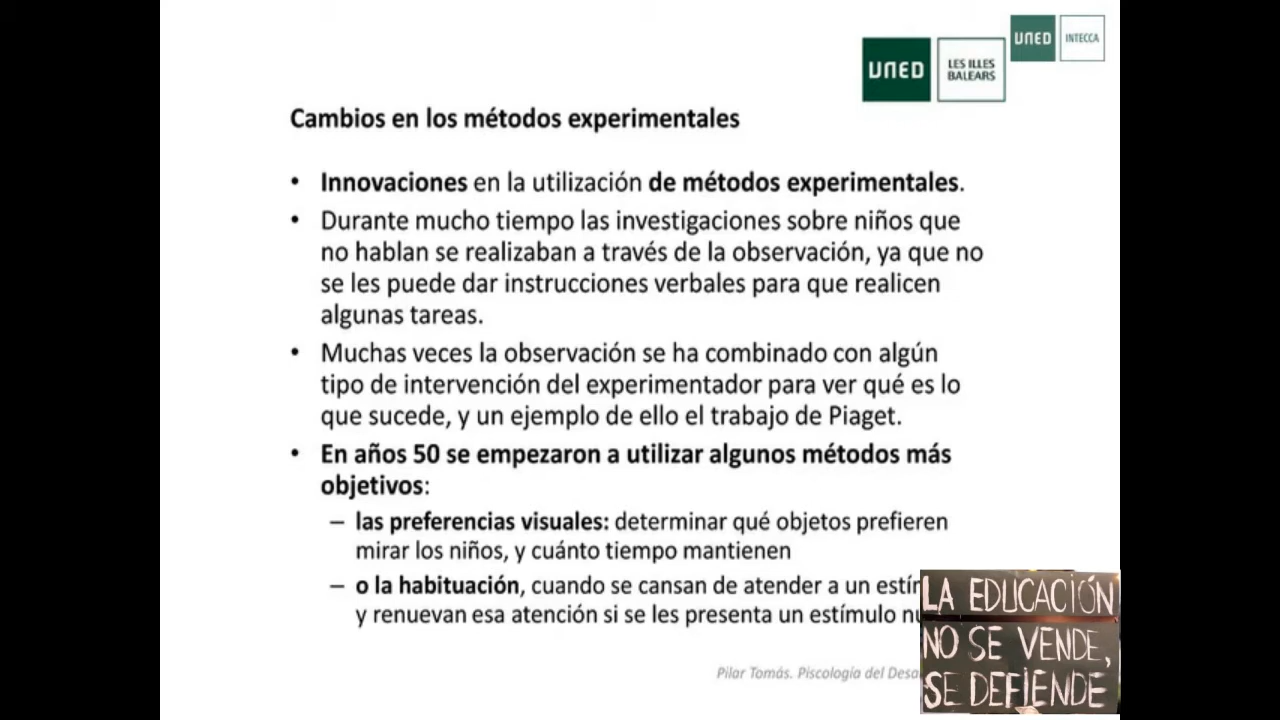 UNED
INTECCA
UNED
LES ILLES
BALEARS
Cambios en los métodos experimentales
• Innovaciones en la utilización de métodos experimentales.
• Durante mucho tiempo las investigaciones sobre niños que
no hablan se realizaban a través de la observación, ya que no
se les puede dar instrucciones verbales para que realicen
algunas tareas.
• Muchas veces la observación se ha combinado con algún
tipo de intervención del experimentador para ver qué es lo
que sucede, y un ejemplo de ello el trabajo de Piaget.
• En años 50 se empezaron a utilizar algunos métodos más
objetivos:
– las preferencias visuales: determinar qué objetos prefieren
mirar los niños, y cuánto tiempo mantienen
– o la habituación, cuando se cansan de atender a un
y renuevan esa atención si se les presenta un estímulo
Pilar Tomás. Piscología del
LA EDUCACIÓN
NO SE VENDE,
SE DEFIENDE